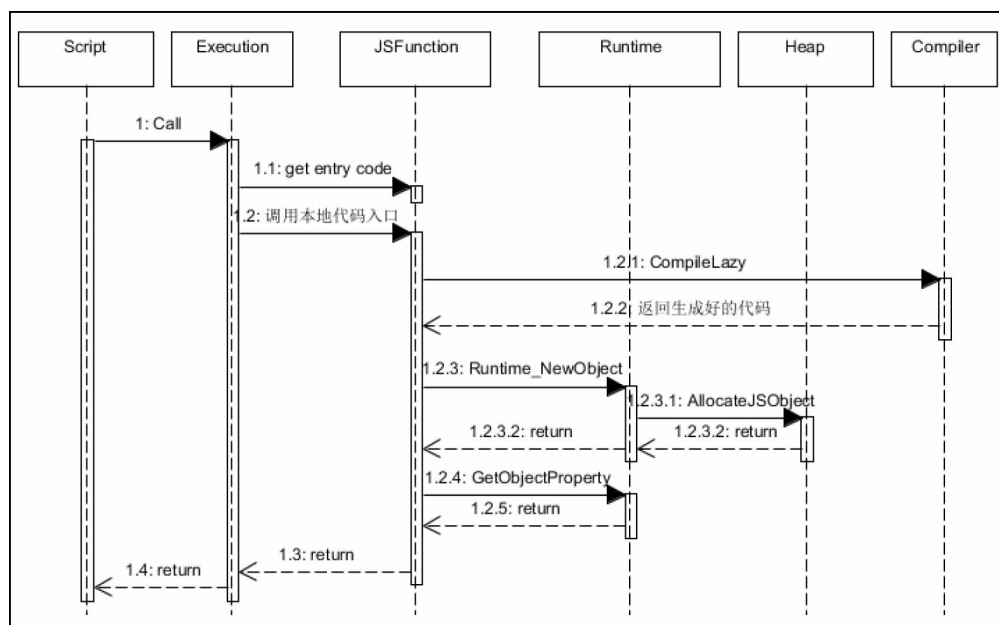 Script
Execution
JSFunction
Runtime
Heap
Compiler
1: Call
1.1: get entry code
1.2: 调用本地代码入口
1.2.1: CompileLazy
1.2.2: 返回生成好的代码
1.2.3: Runtime_NewObject
1.2.3.1: AllocateJSObject
1.2.3.2: return
1.2.3.2: return
1.2.4: GetObjectProperty
1.2.5: return
1.3: return
1.4: return